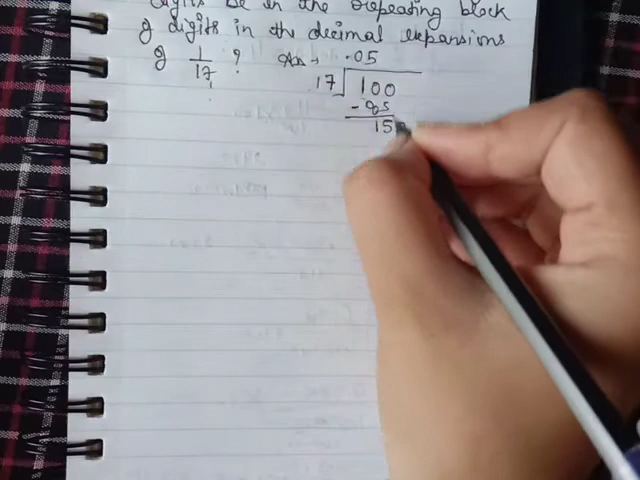 digits be in the repeating block
of digits in the decimal expansions
of 1/17 ? Ans → .05
17 100
- 85
15